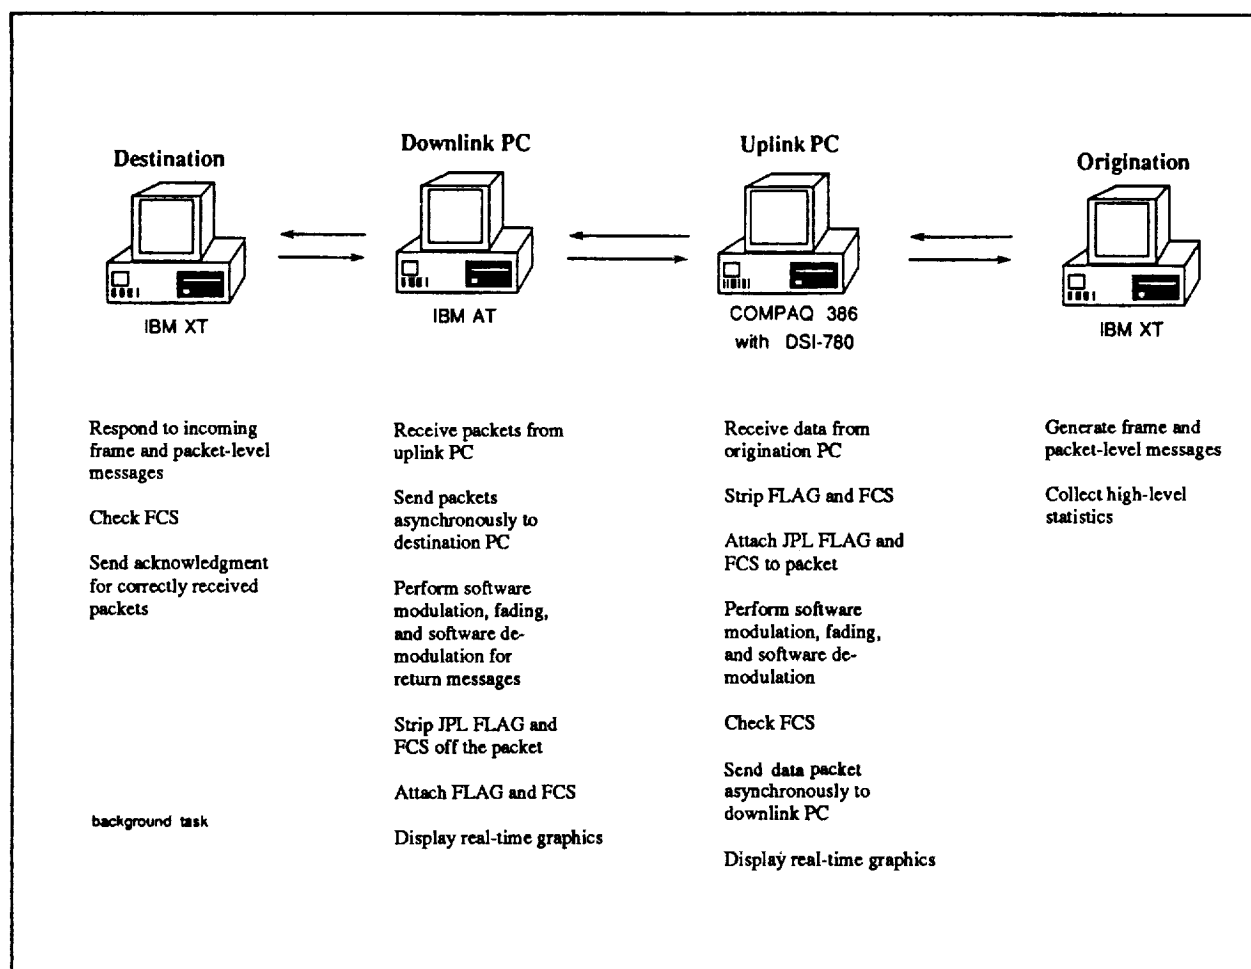 Destination
IBM XT
Respond to incoming
frame and packet-level
messages
Check FCS
Send acknowledgment
for correctly received
packets
background task
Downlink PC
IBM AT
Receive packets from
uplink PC
Send packets
asynchronously to
destination PC
Perform software
modulation, fading,
and software de-
modulation for
return messages
Strip JPL FLAG and
FCS off the packet
Attach FLAG and FCS
Display real-time graphics
Uplink PC
COMPAQ 386
with DSI-780
Receive data from
origination PC
Strip FLAG and FCS
Attach JPL FLAG and
FCS to packet
Perform software
modulation, fading,
and software de-
modulation
Check FCS
Send data packet
asynchronously to
downlink PC
Display real-time graphics
Origination
IBM XT
Generate frame and
packet-level messages
Collect high-level
statistics